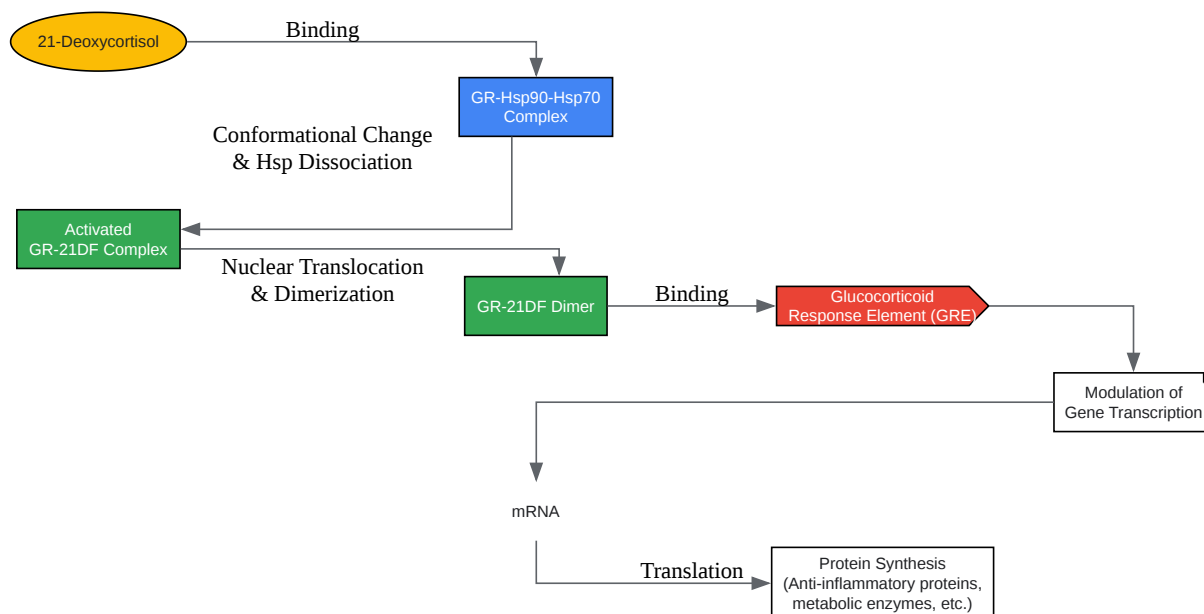 21-Deoxycortisol
Binding
GR-Hsp90-Hsp70
Complex
Conformational Change
& Hsp Dissociation
Activated
GR-21DF Complex
Nuclear Translocation
& Dimerization
GR-21DF Dimer
Binding
Glucocorticoid
Response Element (GRE)
Modulation of
Gene Transcription
mRNA
Translation
Protein Synthesis
(Anti-inflammatory proteins,
metabolic enzymes, etc.)